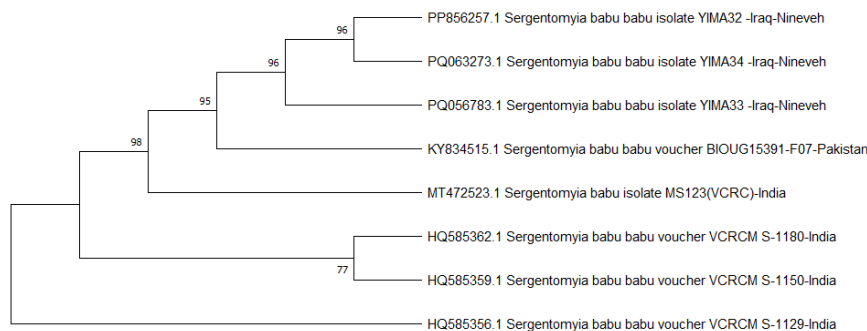 PP856257.1 Sergentomyia babu babu isolate YIMA32 -Iraq-Nineveh
96
PQ063273.1 Sergentomyia babu babu isolate YIMA34 -Iraq-Nineveh
96
PQ056783.1 Sergentomyia babu babu isolate YIMA33 -Iraq-Nineveh
95
KY834515.1 Sergentomyia babu babu voucher BIOUG15391-F07-Pakistan
98
MT472523.1 Sergentomyia babu isolate MS123(VCRC)-India
HQ585362.1 Sergentomyia babu babu voucher VCRCM S-1180-India
77
HQ585359.1 Sergentomyia babu babu voucher VCRCM S-1150-India
HQ585356.1 Sergentomyia babu babu voucher VCRCM S-1129-India